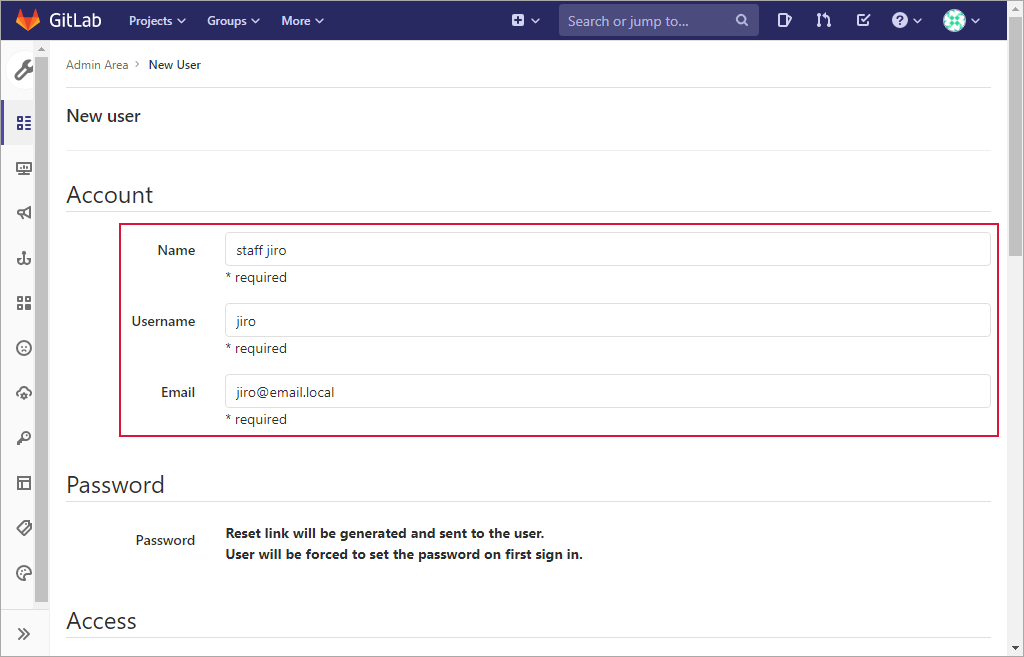 GitLab Projects Groups More Search or jump to...
Admin Area > New User
New user
Account
Name staff jiro
* required
Username jiro
* required
Email jiro@email.local
* required
Password
Password Reset link will be generated and sent to the user.
User will be forced to set the password on first sign in.
Access